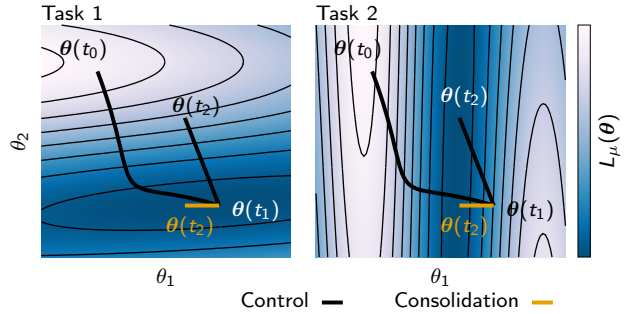 Task 1
Task 2
θ(t₀)
θ(t₂)
θ(t₁)
θ(t₂)
θ₂
θ₁
θ(t₀)
θ(t₂)
θ(t₁)
θ(t₂)
θ₁
L_μ(θ)
Control
Consolidation